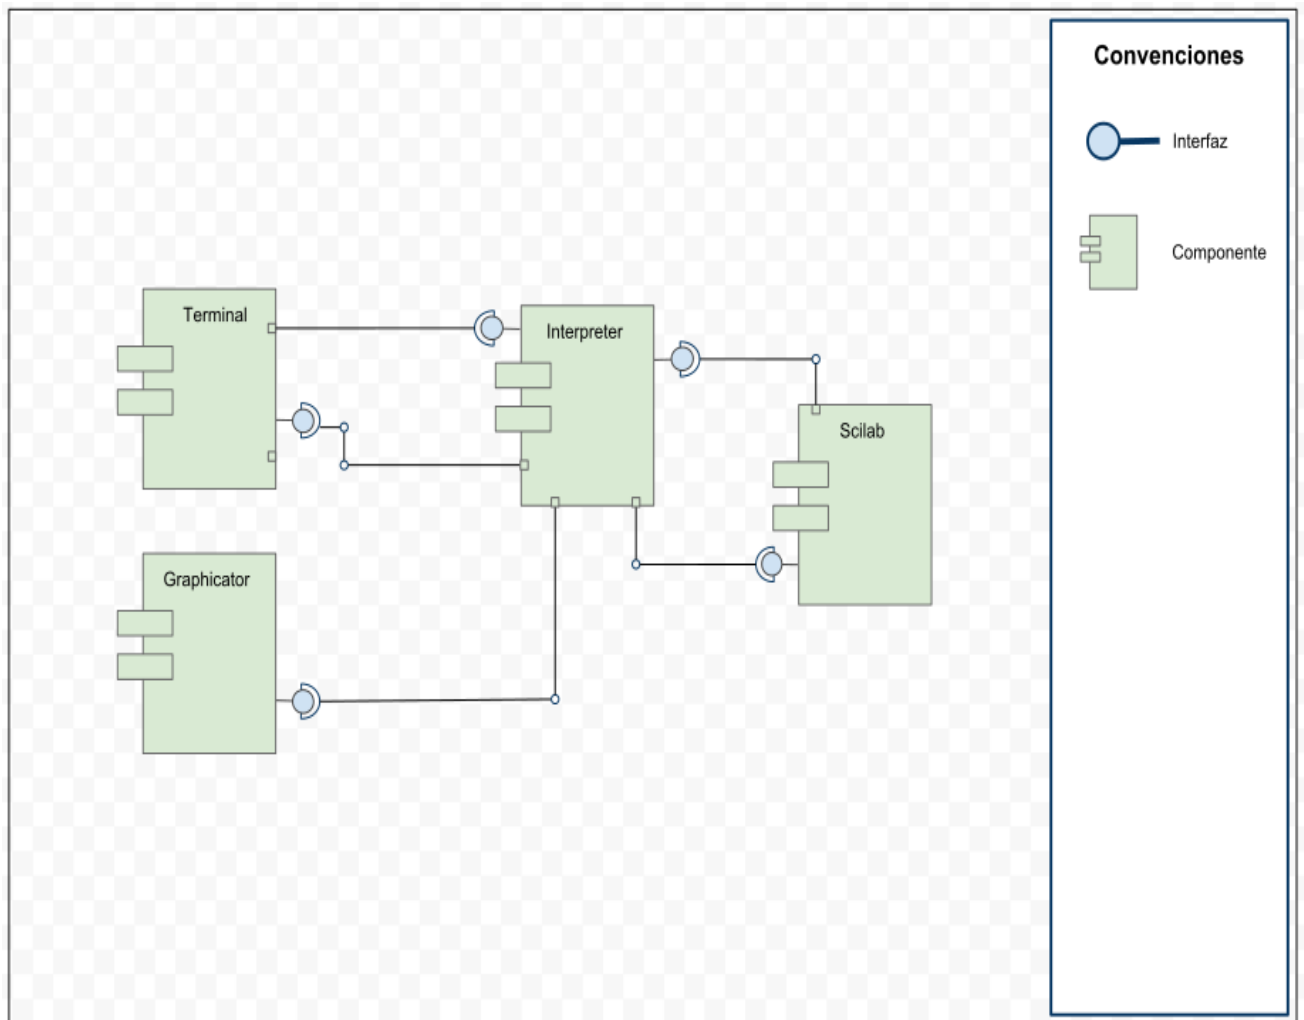 Convenciones
Interfaz
Componente
Terminal
Interpreter
Scilab
Graphicator